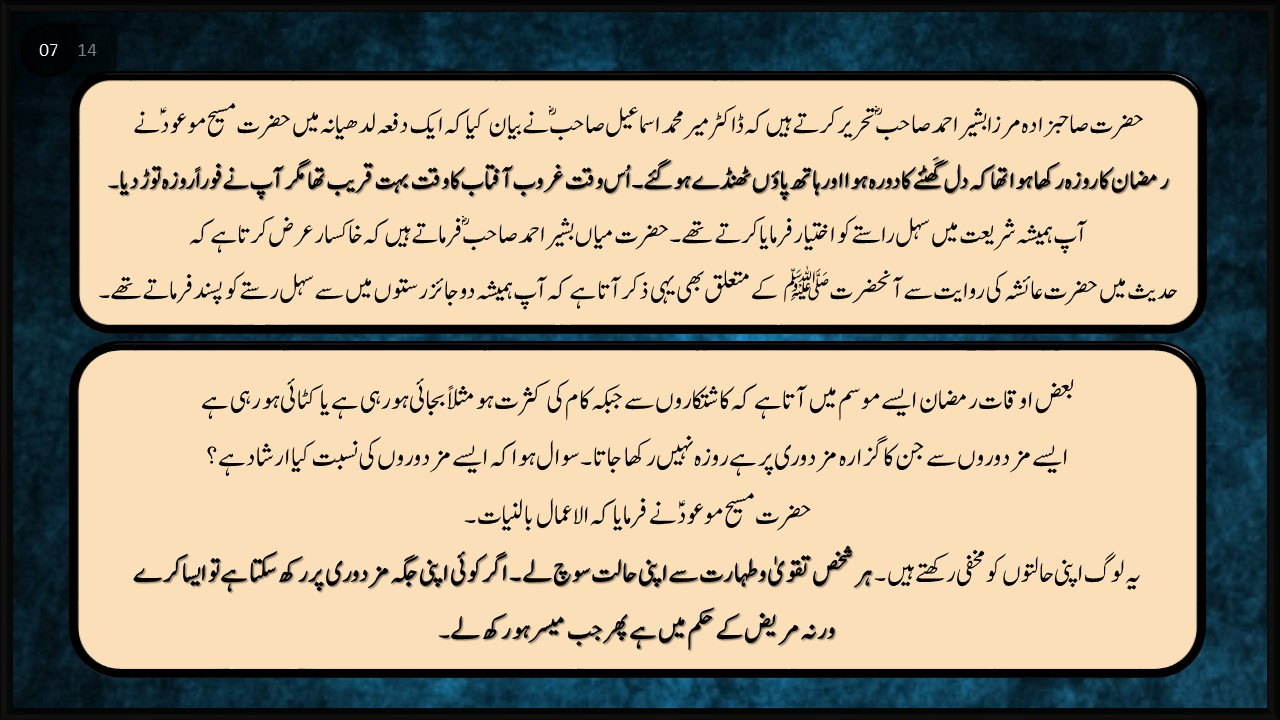 07 14
حضرت صاحبزادہ مرزا بشیر احمد صاحبؓ تحریر کرتے ہیں کہ ڈاکٹر میر محمد اسماعیل صاحبؓ نے بیان کیا کہ ایک دفعہ لدھیانہ میں حضرت مسیح موعودؑ نے
رمضان کا روزہ رکھا ہوا تھا کہ دل گھٹنے کا دورہ ہوا اور ہاتھ پاؤں ٹھنڈے ہو گئے۔ اُس وقت غروب آفتاب کا وقت بہت قریب تھا مگر آپ نے فوراً روزہ توڑ دیا۔
آپ ہمیشہ شریعت میں سہل راستے کو اختیار فرمایا کرتے تھے۔ حضرت میاں بشیر احمد صاحبؓ فرماتے ہیں کہ خاکسار عرض کرتا ہے کہ
حدیث میں حضرت عائشہ کی روایت سے آنحضرت ﷺ کے متعلق بھی یہی ذکر آتا ہے کہ آپ ہمیشہ دو جائز رستوں میں سے سہل رستے کو پسند فرماتے تھے۔
بعض اوقات رمضان ایسے موسم میں آتا ہے کہ کاشتکاروں سے جبکہ کام کی کثرت ہو مثلاً بجائی ہو رہی ہے یا کٹائی ہو رہی ہے
ایسے مزدوروں سے جن کا گزارہ مزدوری پر ہے روزہ نہیں رکھا جاتا۔ سوال ہوا کہ ایسے مزدوروں کی نسبت کیا ارشاد ہے؟
حضرت مسیح موعودؑ نے فرمایا کہ الاعمال بالنیات۔
یہ لوگ اپنی حالتوں کو مخفی رکھتے ہیں۔ ہر شخص تقویٰ و طہارت سے اپنی حالت سوچ لے۔ اگر کوئی اپنی جگہ مزدوری پر رکھ سکتا ہے تو ایسا کرے
ورنہ مریض کے حکم میں ہے پھر جب میسر ہو رکھ لے۔